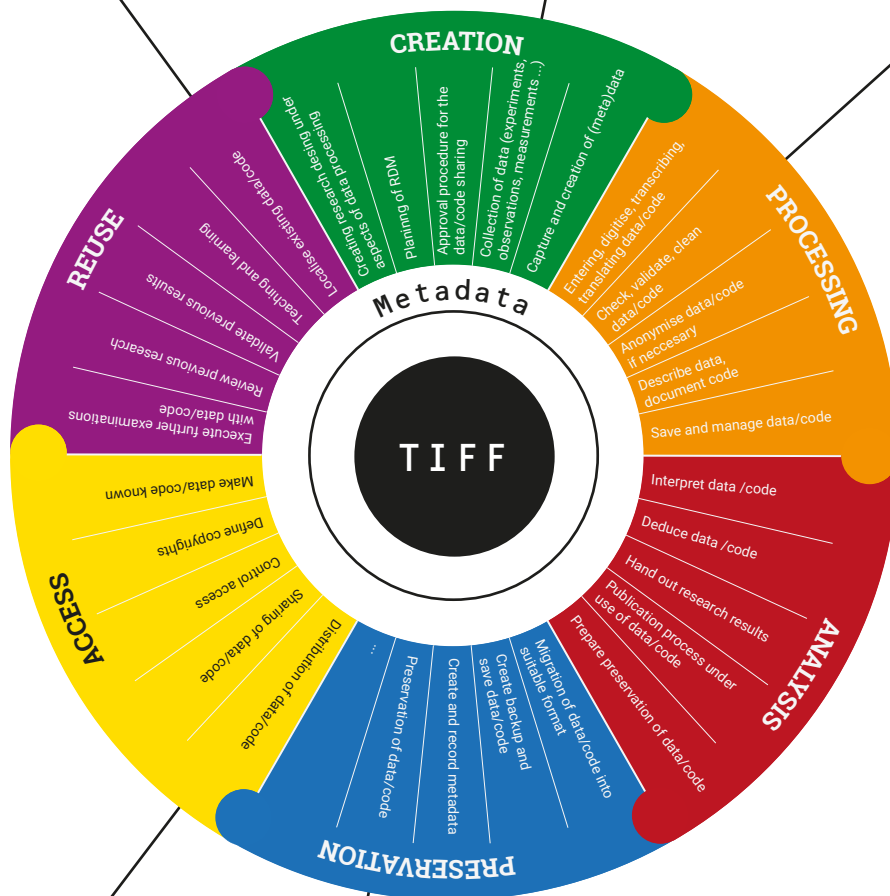 CREATION
Creating research desing under
aspects of data processing
Planining of RDM
Approval procedure for the
data/code sharing
Collection of data (experiments,
observations, measurements ...)
Capture and creation of (meta)data
PROCESSING
Entering, digitise, transcribing,
translating data/code
Check, validate, clean
data/code
Anonymise data/code
if neccesary
Describe data,
document code
Save and manage data/code
ANALYSIS
Interpret data /code
Deduce data /code
Hand out research results
Publication process under
use of data/code
Prepare preservation of data/code
PRESERVATION
Migration of data/code into
suitable format
Create backup and
save data/code
Create and record metadata
Preservation of data/code
..
ACCESS
Distribution of data/code
Sharing of data/code
Control access
Define copyrights
Make data/code known
REUSE
Execute further examinations
with data/code
Review previous research
Validate previous results
Teaching and learning
Localise existing data/code
Metadata
TIFF